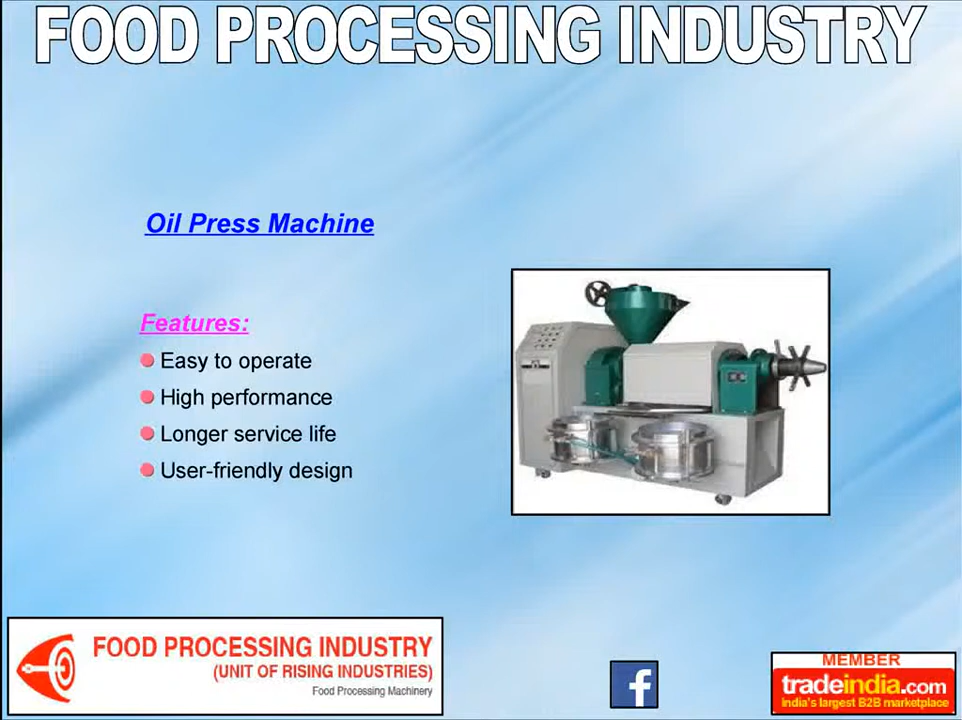 FOOD PROCESSING INDUSTRY
Oil Press Machine
Features:
Easy to operate
High performance
Longer service life
User-friendly design
FOOD PROCESSING INDUSTRY
(UNIT OF RISING INDUSTRIES)
Food Processing Machinery
f
MEMBER
tradeindia.com
India's largest B2B marketplace